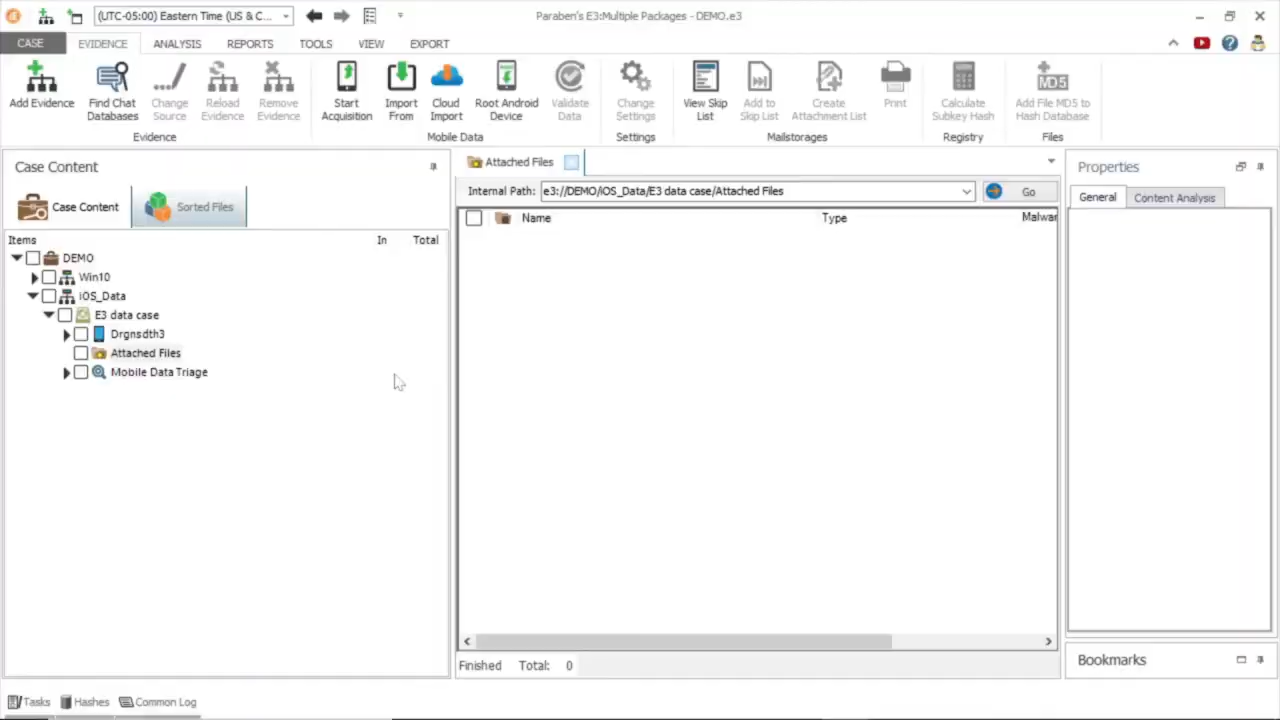 (UTC-05:00) Eastern Time (US & C...
Paraben's E3:Multiple Packages - DEMO.e3
CASE EVIDENCE ANALYSIS REPORTS TOOLS VIEW EXPORT
Add Evidence
Find Chat Databases
Change Source
Reload Evidence
Remove Evidence
Evidence
Start Acquisition
Import From
Cloud Import
Root Android Device
Validate Data
Mobile Data
Change Settings
Settings
View Skip List
Add to Skip List
Create Attachment List
Print
Mailstorages
Calculate Subkey Hash
Registry
Add File MD5 to Hash Database
MD5
Files
Case Content
Case Content Sorted Files
Items In Total
DEMO
Win10
iOS_Data
E3 data case
Drgnsdth3
Attached Files
Mobile Data Triage
Attached Files
Internal Path: e3://DEMO/iOS_Data/E3 data case/Attached Files Go
Name Type Malwar
Finished Total: 0
Properties
General Content Analysis
Bookmarks
Tasks Hashes Common Log